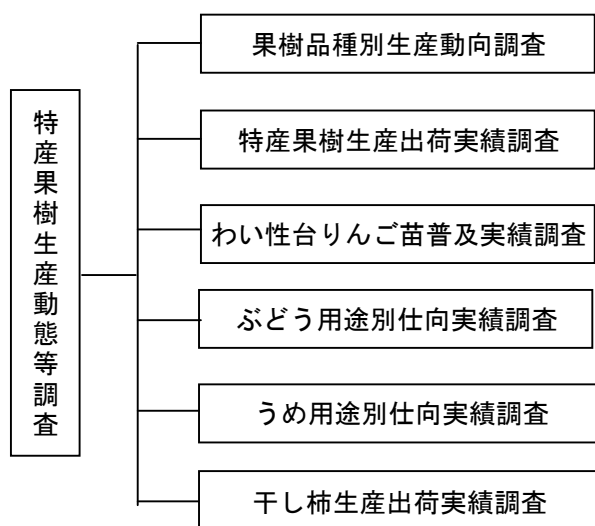 特産果樹生産動態等調査
果樹品種別生産動向調査
特産果樹生産出荷実績調査
わい性台りんご苗普及実績調査
ぶどう用途別仕向実績調査
うめ用途別仕向実績調査
干し柿生産出荷実績調査